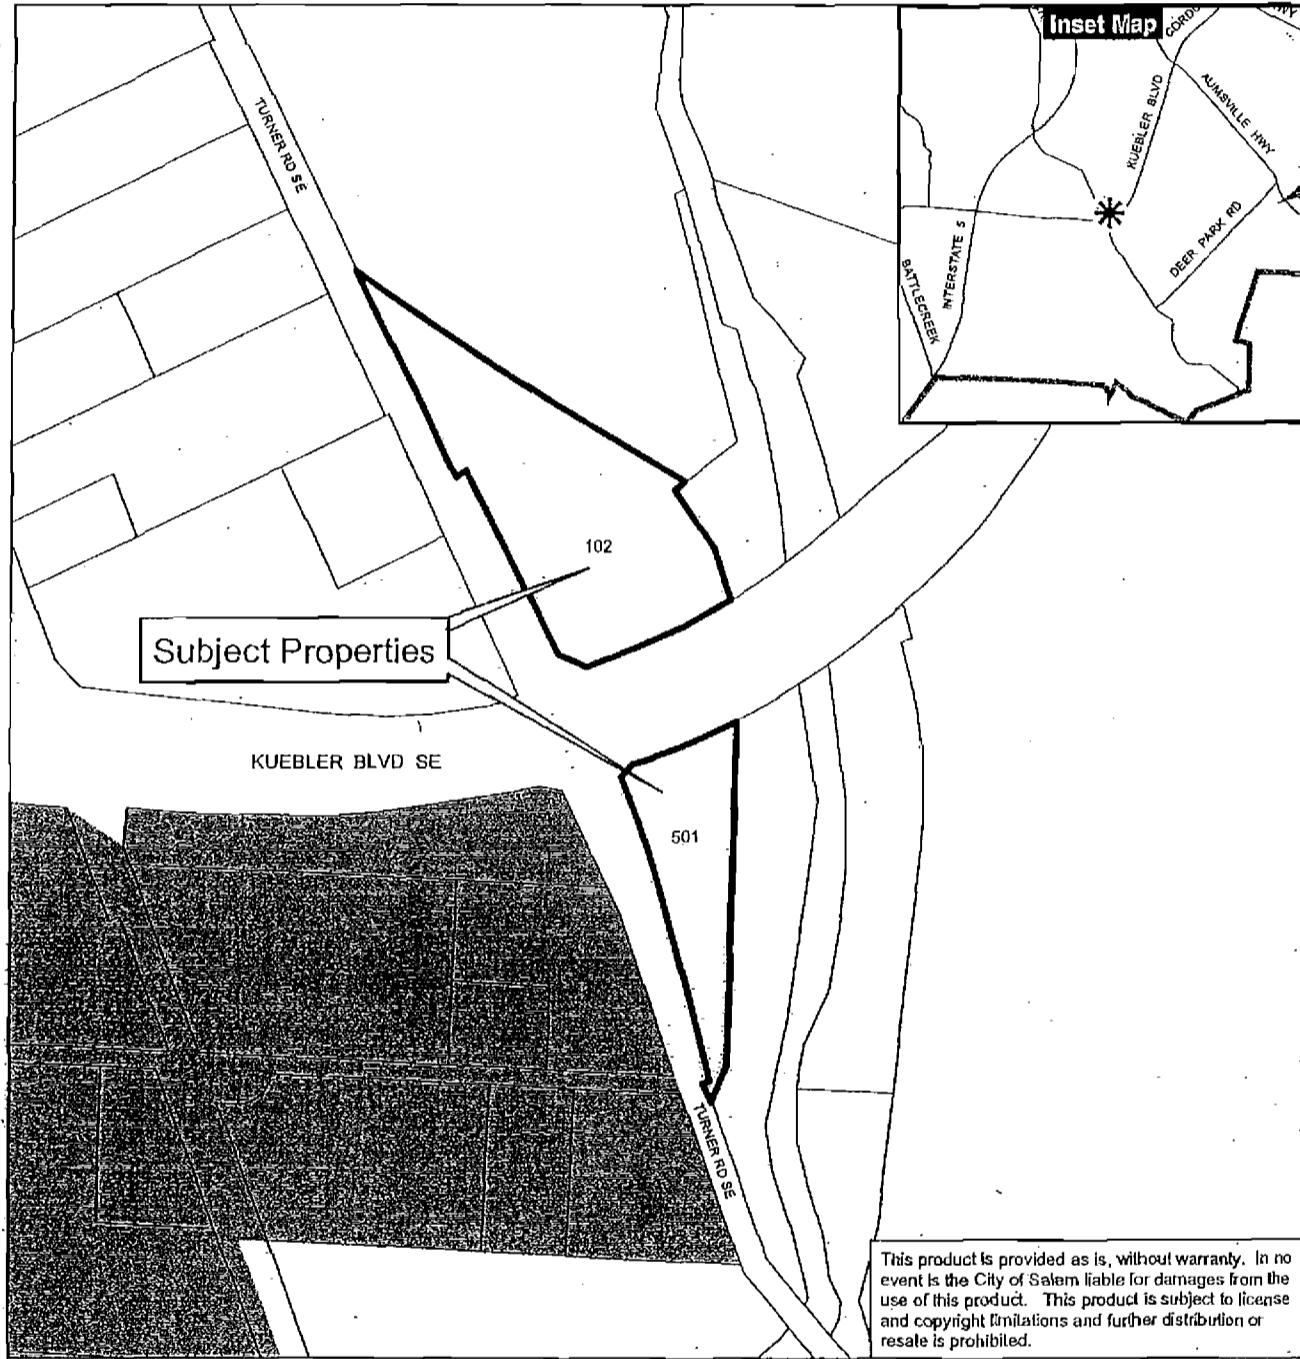 Inset Map
KUEBLER BLVD
AUMSVILLE HWY
DEER PARK RD
INTERSTATE 5
BATTLECREEK
TURNER RD SE
102
Subject Properties
KUEBLER BLVD SE
501
TURNER RD SE
This product is provided as is, without warranty. In no
event is the City of Salem liable for damages from the
use of this product. This product is subject to license
and copyright limitations and further distribution or
resale is prohibited.